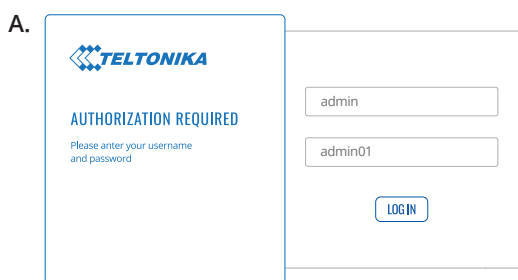 A.
TELTONIKA
AUTHORIZATION REQUIRED
Please anter your username
and password
admin
admin01
LOG IN